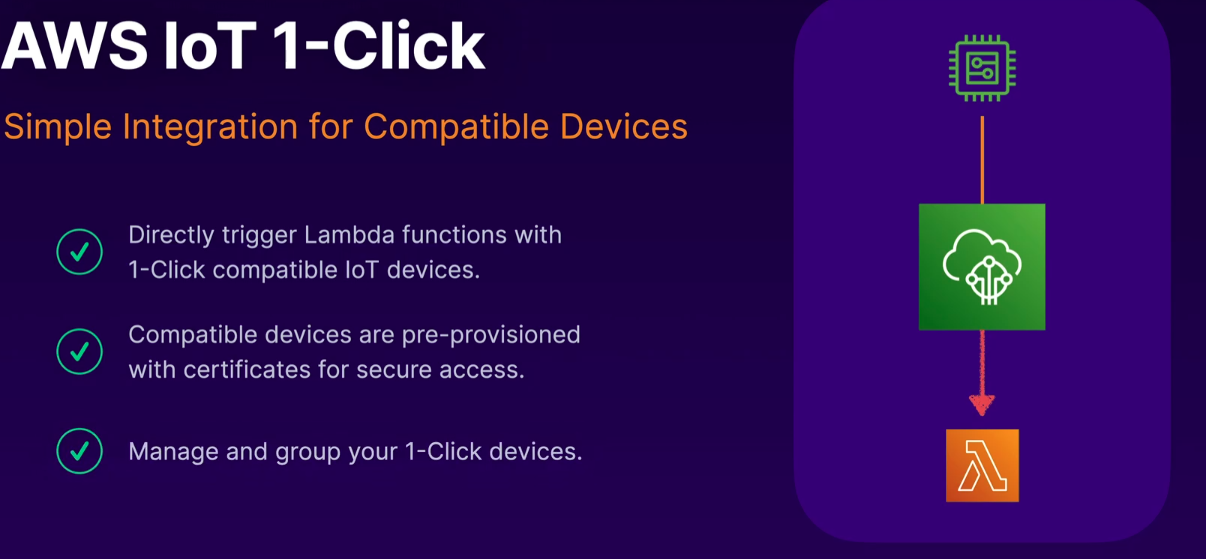 AWS IoT 1-Click
Simple Integration for Compatible Devices
Directly trigger Lambda functions with
1-Click compatible IoT devices.
Compatible devices are pre-provisioned
with certificates for secure access.
Manage and group your 1-Click devices.